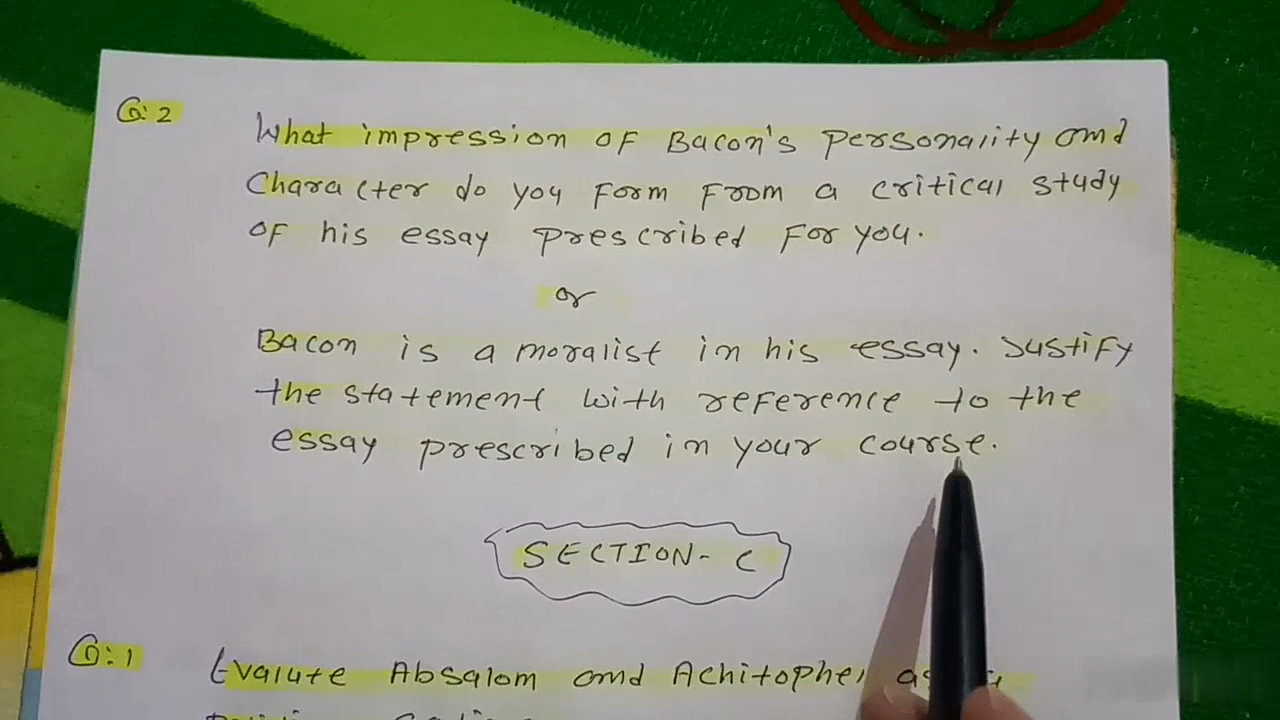 Q: 2
What impression of Bacon's personality and
Character do you form from a critical study
of his essay prescribed for you.
or
Bacon is a moralist in his essay. Justify
the statement with reference to the
essay prescribed in your course.
SECTION- C
Q: 1
Evalute Absalom and Achitophel